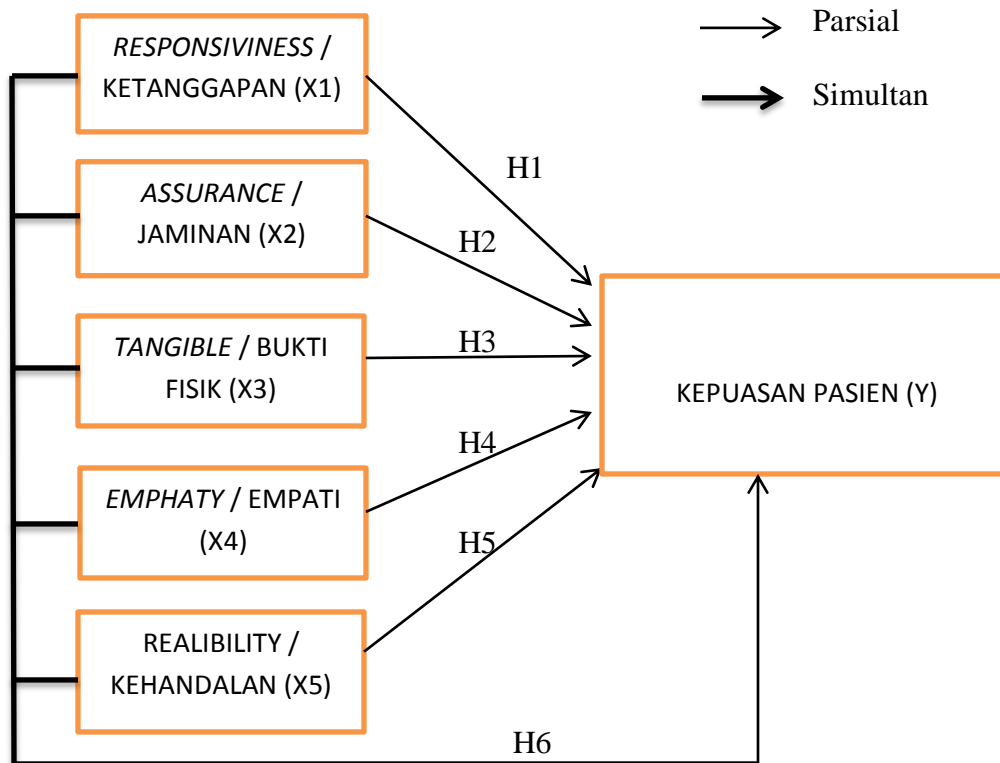 RESPONSIVINESS /
KETANGGAPAN (X1)
Parsial
Simultan
H1
ASSURANCE /
JAMINAN (X2)
H2
TANGIBLE / BUKTI
FISIK (X3)
H3
KEPUASAN PASIEN (Y)
EMPHATY / EMPATI
(X4)
H4
H5
REALIBILITY /
KEHANDALAN (X5)
H6